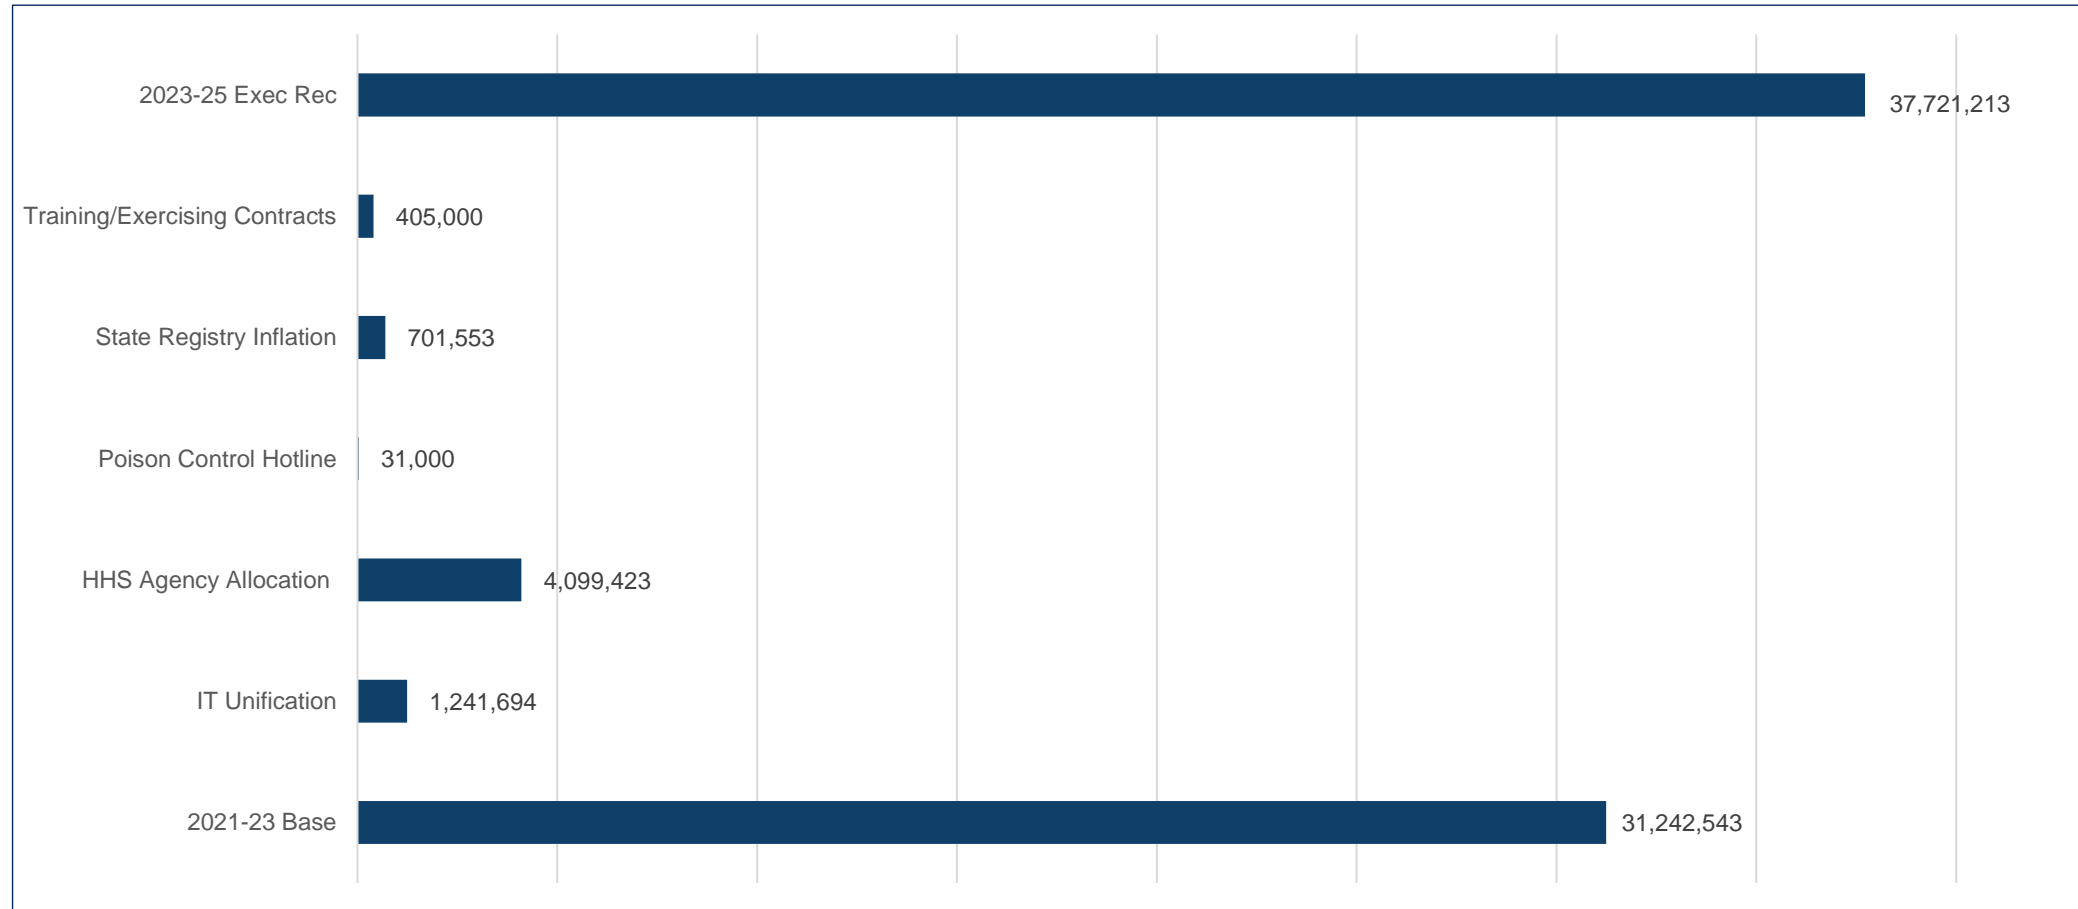 2023-25 Exec Rec
37,721,213
Training/Exercising Contracts
405,000
State Registry Inflation
701,553
Poison Control Hotline
31,000
HHS Agency Allocation
4,099,423
IT Unification
1,241,694
2021-23 Base
31,242,543